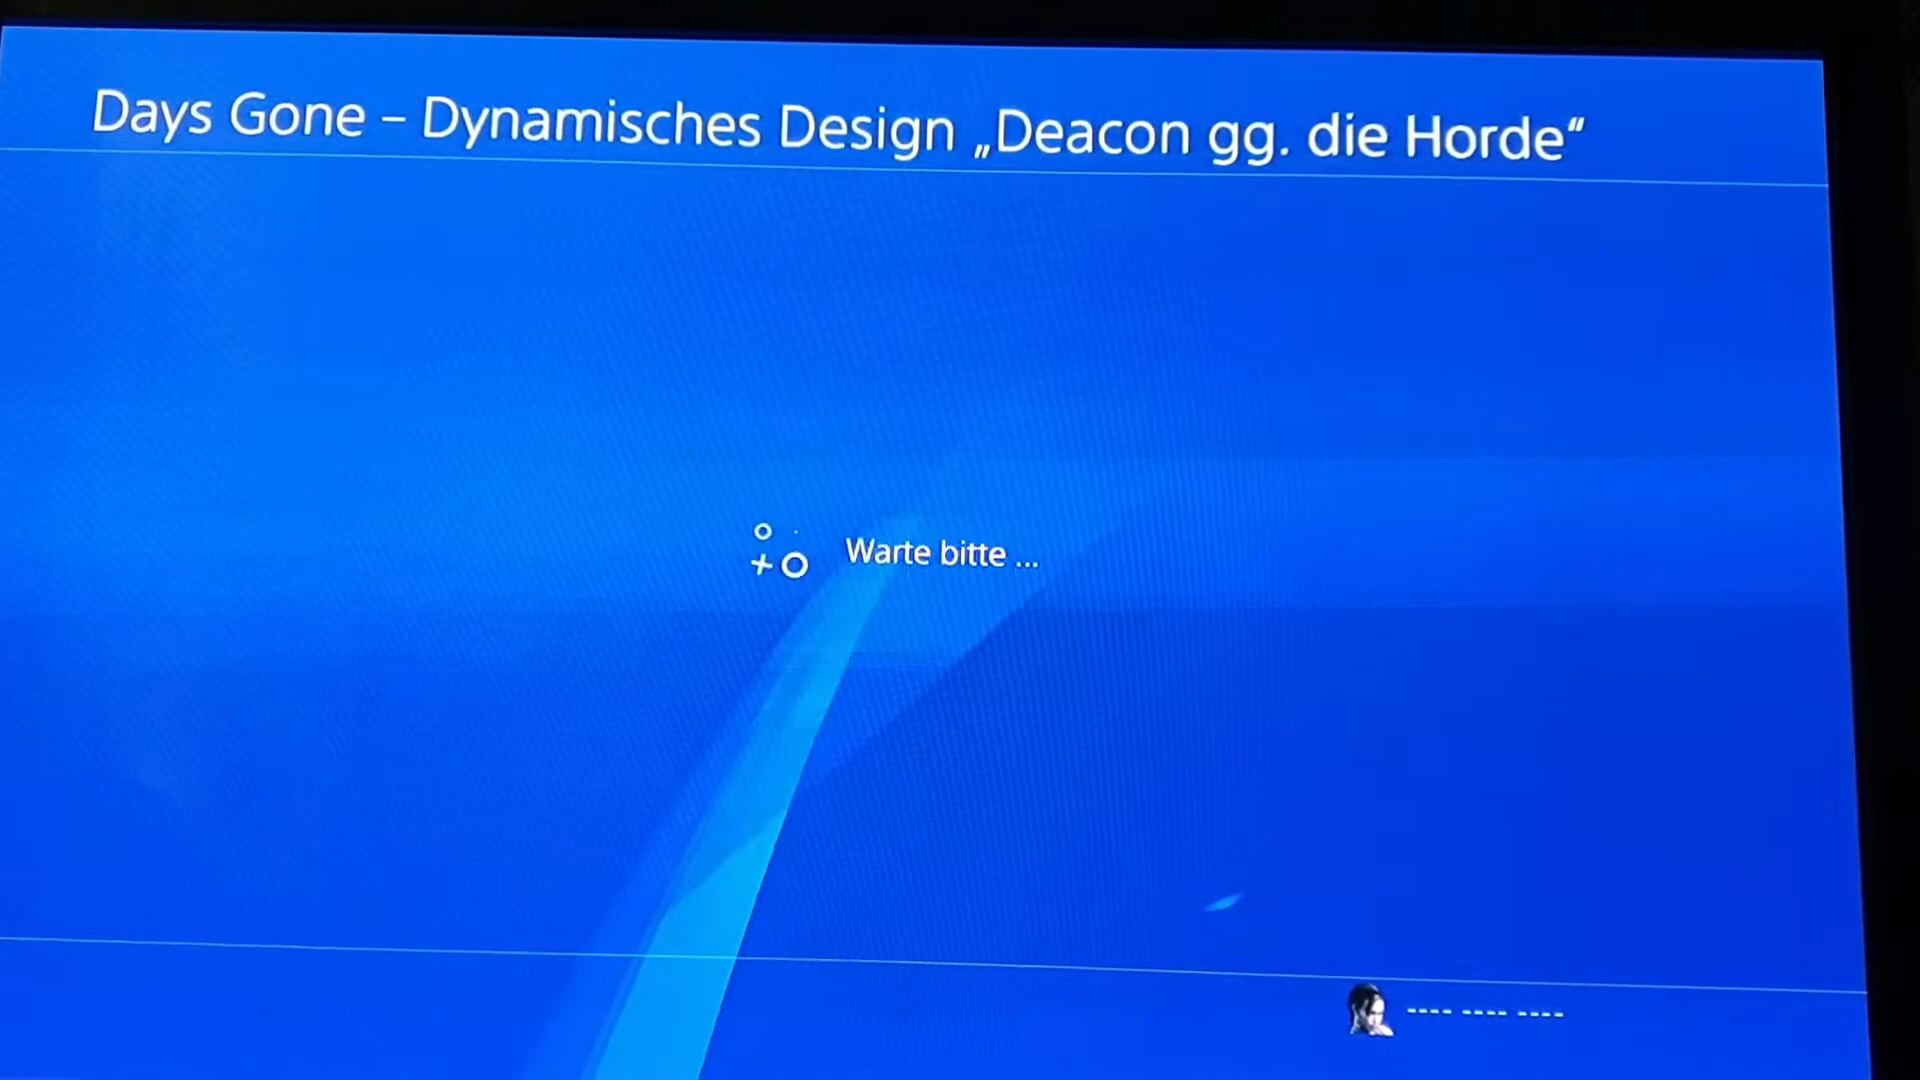 Days Gone – Dynamisches Design „Deacon gg. die Horde“
Warte bitte ...
---- ---- ----